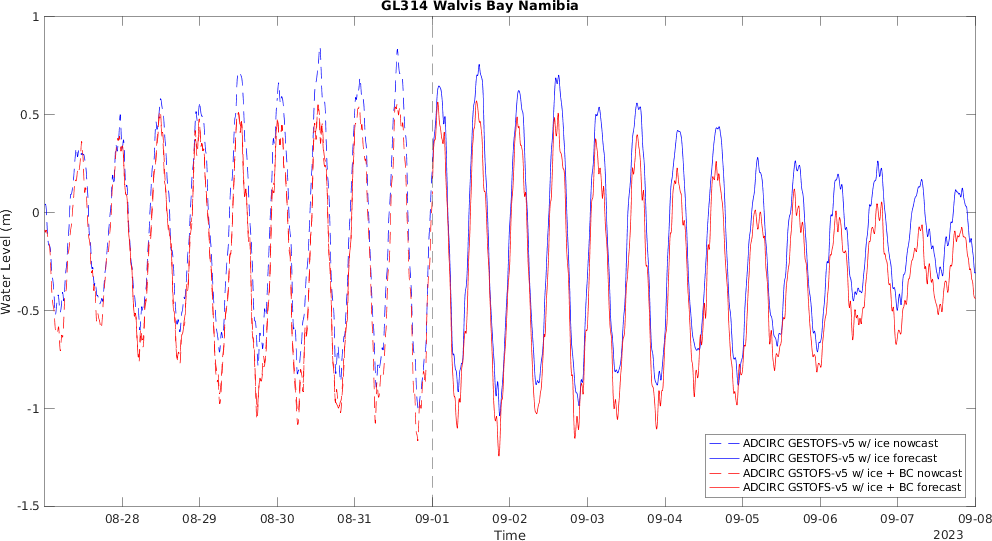 GL314 Walvis Bay Namibia
1
0.5
0
-0.5
-1
-1.5
Water Level (m)
ADCIRC GESTOFS-v5 w/ ice nowcast
ADCIRC GESTOFS-v5 w/ ice forecast
ADCIRC GSTOFS-v5 w/ ice + BC nowcast
ADCIRC GSTOFS-v5 w/ ice + BC forecast
08-28 08-29 08-30 08-31 09-01 09-02 09-03 09-04 09-05 09-06 09-07 09-08
Time
2023